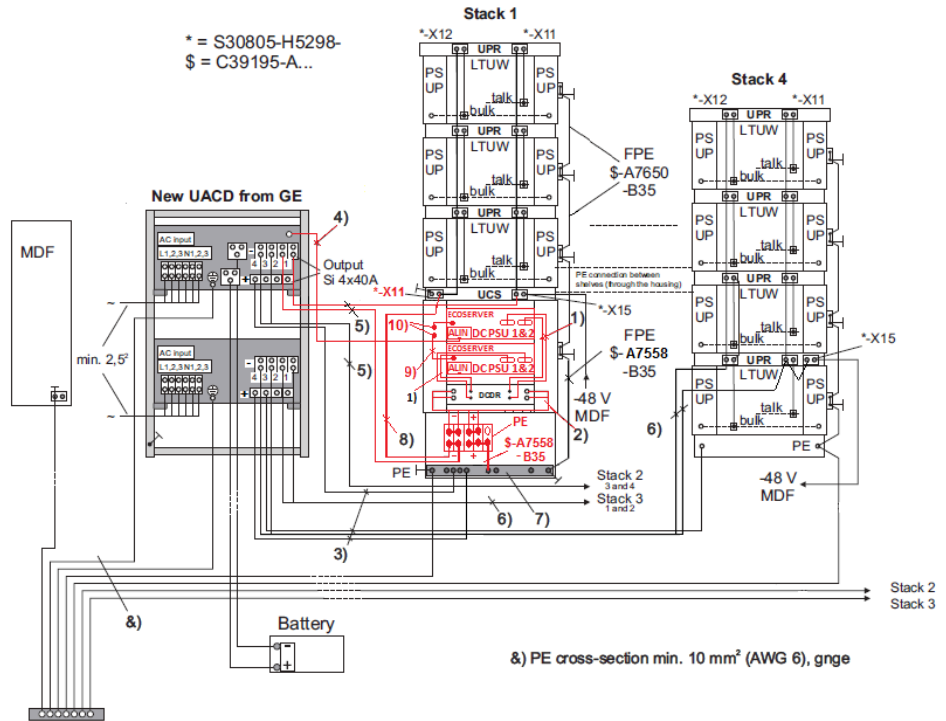 * = S30805-H5298-
$ = C39195-A...
Stack 1
*-X12
*-X11
UPR
PS
UP
LTUW
PS
UP
talk
bulk
UPR
PS
UP
LTUW
PS
UP
talk
bulk
UPR
PS
UP
LTUW
PS
UP
talk
bulk
FPE
$-A7650
-B35
Stack 4
*-X12
*-X11
UPR
PS
UP
LTUW
PS
UP
talk
bulk
UPR
PS
UP
LTUW
PS
UP
talk
bulk
UPR
PS
UP
LTUW
PS
UP
talk
bulk
*-X15
UPR
PS
UP
LTUW
PS
UP
talk
bulk
PE
-48 V
MDF
New UACD from GE
MDF
AC input
L1,2,3 N1,2,3
-
4 3 2 1
+
Output
Si 4x40A
~
min. 2,5²
~
AC input
L1,2,3 N1,2,3
-
4 3 2 1
+
4)
5)
5)
*-X11
UCS
*-X15
PE connection between
shelves (through the housing)
10)
ECOSERVER
ALIN DC PSU 1&2
1)
9)
ECOSERVER
ALIN DC PSU 1&2
1)
DCDR
2)
8)
- +
PE
- +
$-A7558
-B35
FPE
$-A7558
-B35
-48 V
MDF
6)
PE
Stack 2
3 and 4
Stack 3
1 and 2
6)
7)
3)
&)
Stack 2
Stack 3
Battery
-
+
&) PE cross-section min. 10 mm² (AWG 6), gnge